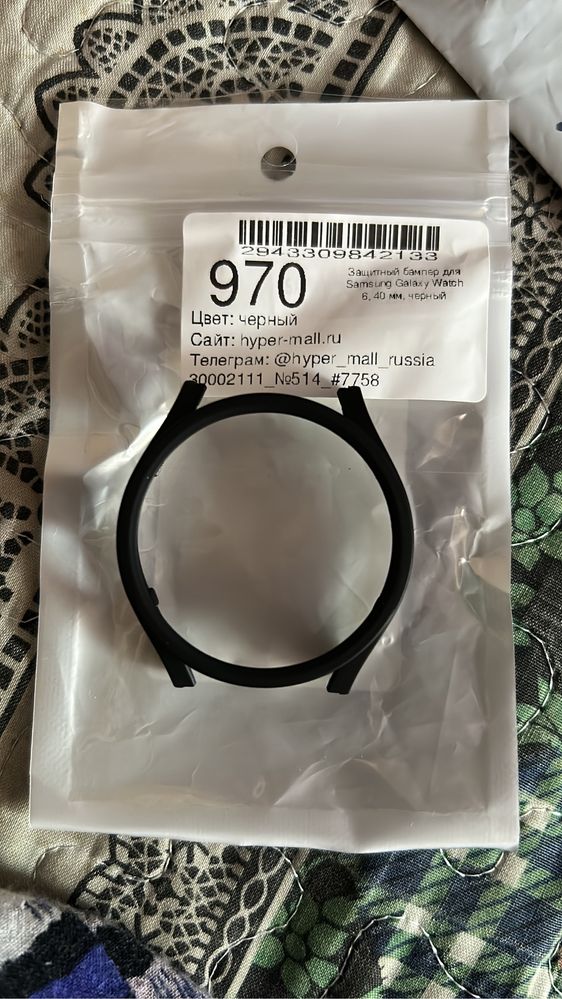 2943309842133
970
Защитный бампер для
Samsung Galaxy Watch
6, 40 мм, черный
Цвет: черный
Сайт: hyper-mall.ru
Телеграм: @hyper_mall_russia
30002111_№514_#7758